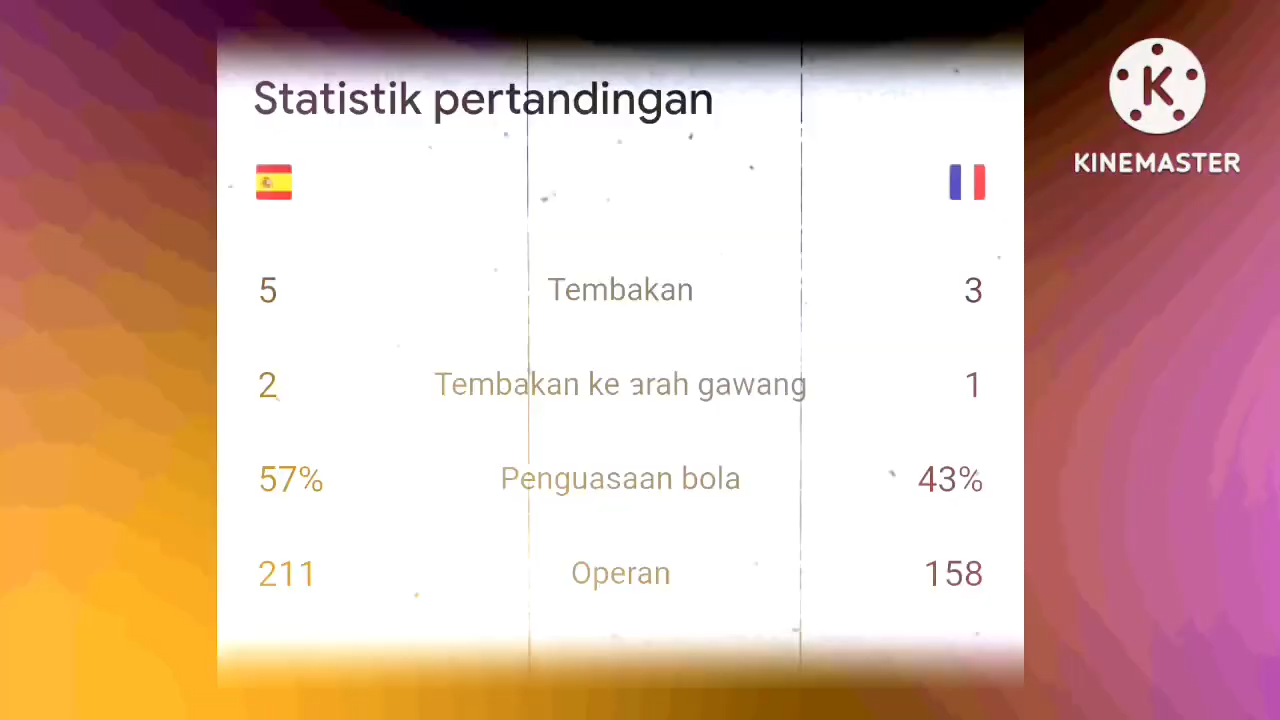 Statistik pertandingan
5 Tembakan 3
2 Tembakan ke arah gawang 1
57% Penguasaan bola 43%
211 Operan 158
K
KINEMASTER